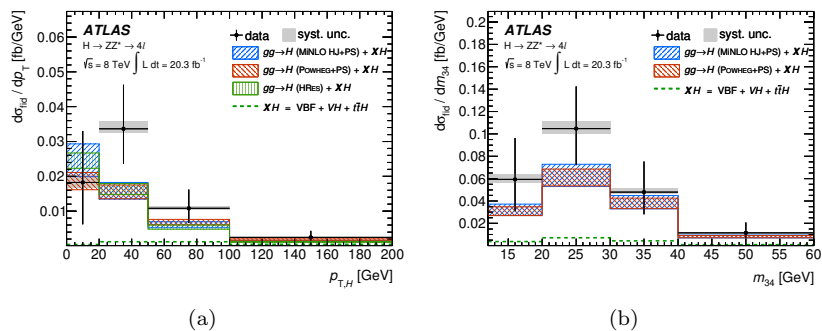 ATLAS
H → ZZ* → 4l
√s = 8 TeV ∫ L dt = 20.3 fb⁻¹
data
syst. unc.
gg→H (MiNLO HJ+PS) + XH
gg→H (POWHEG+PS) + XH
gg→H (HRES) + XH
XH = VBF + VH + tt̄H
dσfid / dpT [fb/GeV]
0.07
0.06
0.05
0.04
0.03
0.02
0.01
0 20 40 60 80 100 120 140 160 180 200
pT,H [GeV]
(a)
ATLAS
H → ZZ* → 4l
√s = 8 TeV ∫ L dt = 20.3 fb⁻¹
data
syst. unc.
gg→H (MiNLO HJ+PS) + XH
gg→H (POWHEG+PS) + XH
XH = VBF + VH + tt̄H
dσfid / dm34 [fb/GeV]
0.2
0.18
0.16
0.14
0.12
0.1
0.08
0.06
0.04
0.02
15 20 25 30 35 40 45 50 55 60
m34 [GeV]
(b)